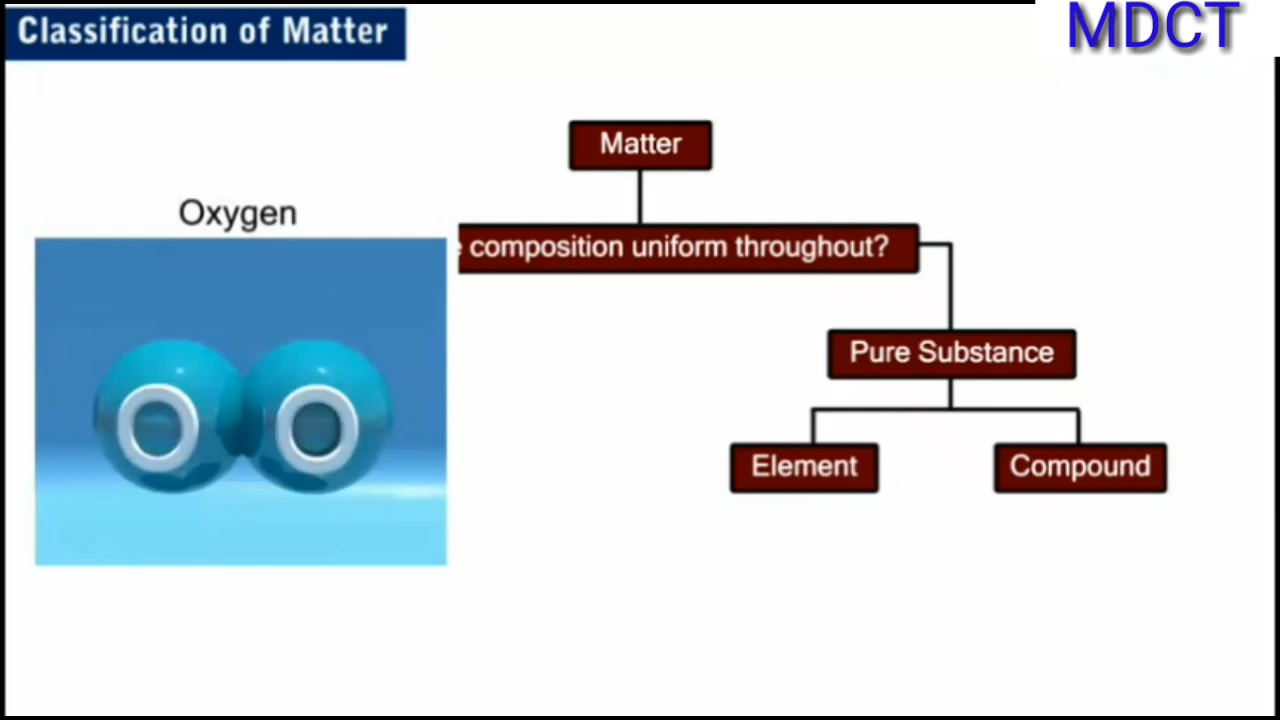 Classification of Matter
MDCT
Matter
Oxygen
composition uniform throughout?
O O
Pure Substance
Element
Compound